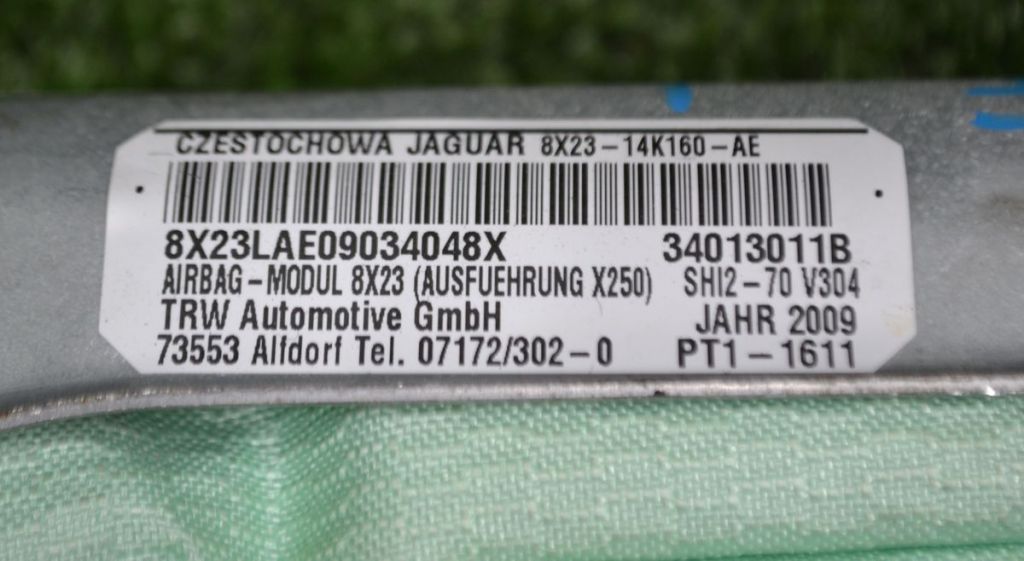 CZESTOCHOWA JAGUAR 8X23-14K160-AE
8X23LAE09034048X 34013011B
AIRBAG-MODUL 8X23 (AUSFUEHRUNG X250) SHI2-70 V304
TRW Automotive GmbH JAHR 2009
73553 Alfdorf Tel. 07172/302-0 PT1-1611